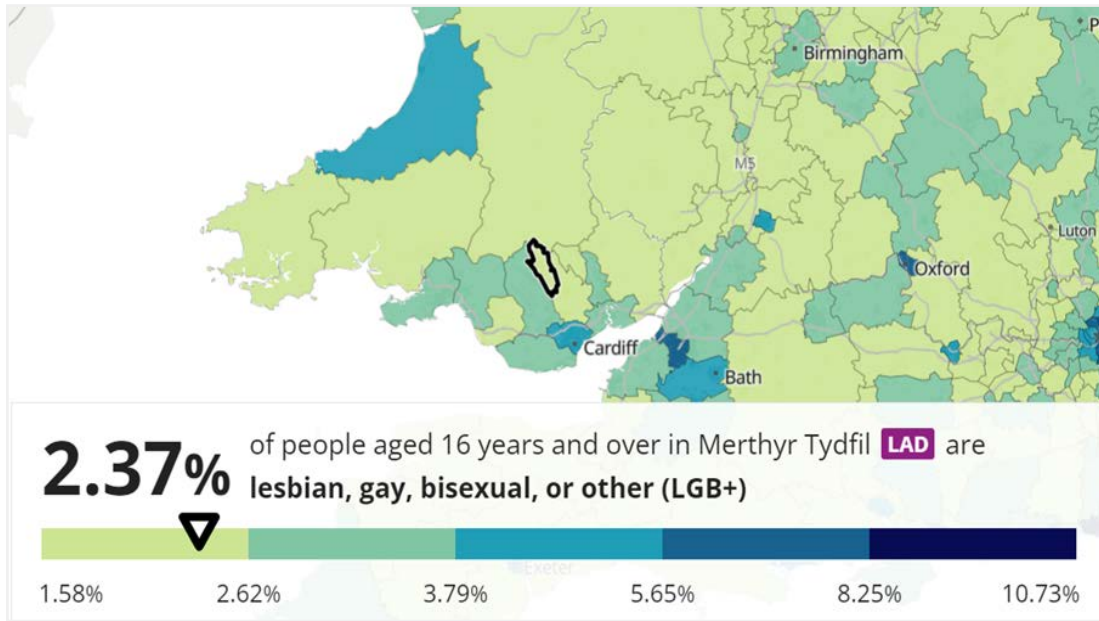 P
Birmingham
M5
Luton
Oxford
Cardiff
Bath
2.37%
of people aged 16 years and over in Merthyr Tydfil LAD are
lesbian, gay, bisexual, or other (LGB+)
Exeter
1.58% 2.62% 3.79% 5.65% 8.25% 10.73%